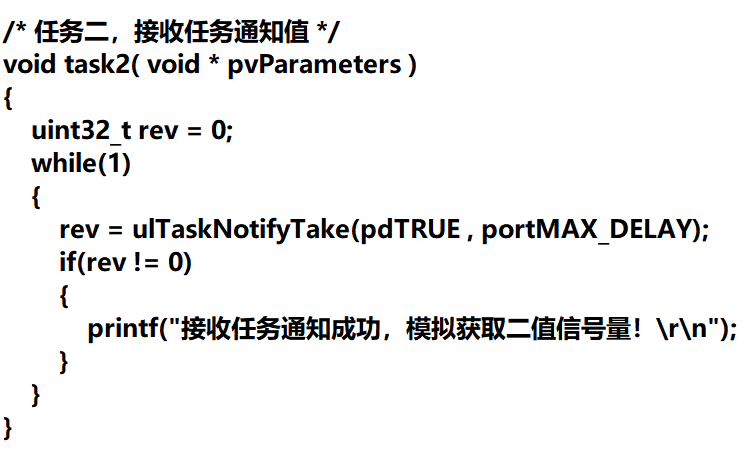 /* 任务二，接收任务通知值 */
void task2( void * pvParameters )
{
uint32_t rev = 0;
while(1)
{
rev = ulTaskNotifyTake(pdTRUE , portMAX_DELAY);
if(rev != 0)
{
printf("接收任务通知成功，模拟获取二值信号量！\r\n");
}
}
}